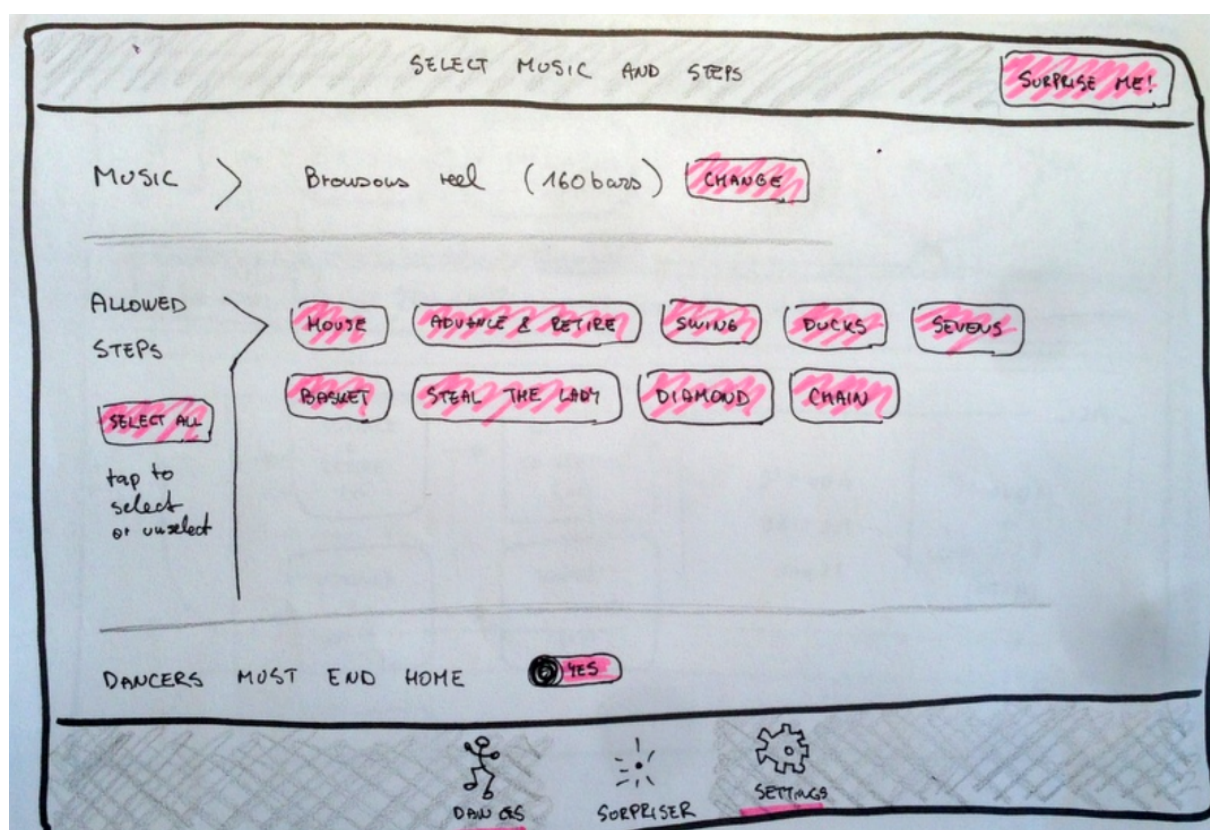 SELECT MUSIC AND STEPS
SURPRISE ME!
MUSIC
reel (160 bars)
CHANGE
ALLOWED
STEPS
SELECT ALL
tap to
select
or unselect
HOUSE ADVANCE & RETIRE SWING DUCKS SEVENS
BASKET STEAL THE LADY DIAMOND CHAIN
DANCERS MUST END HOME YES
DANCES SURPRISER SETTINGS